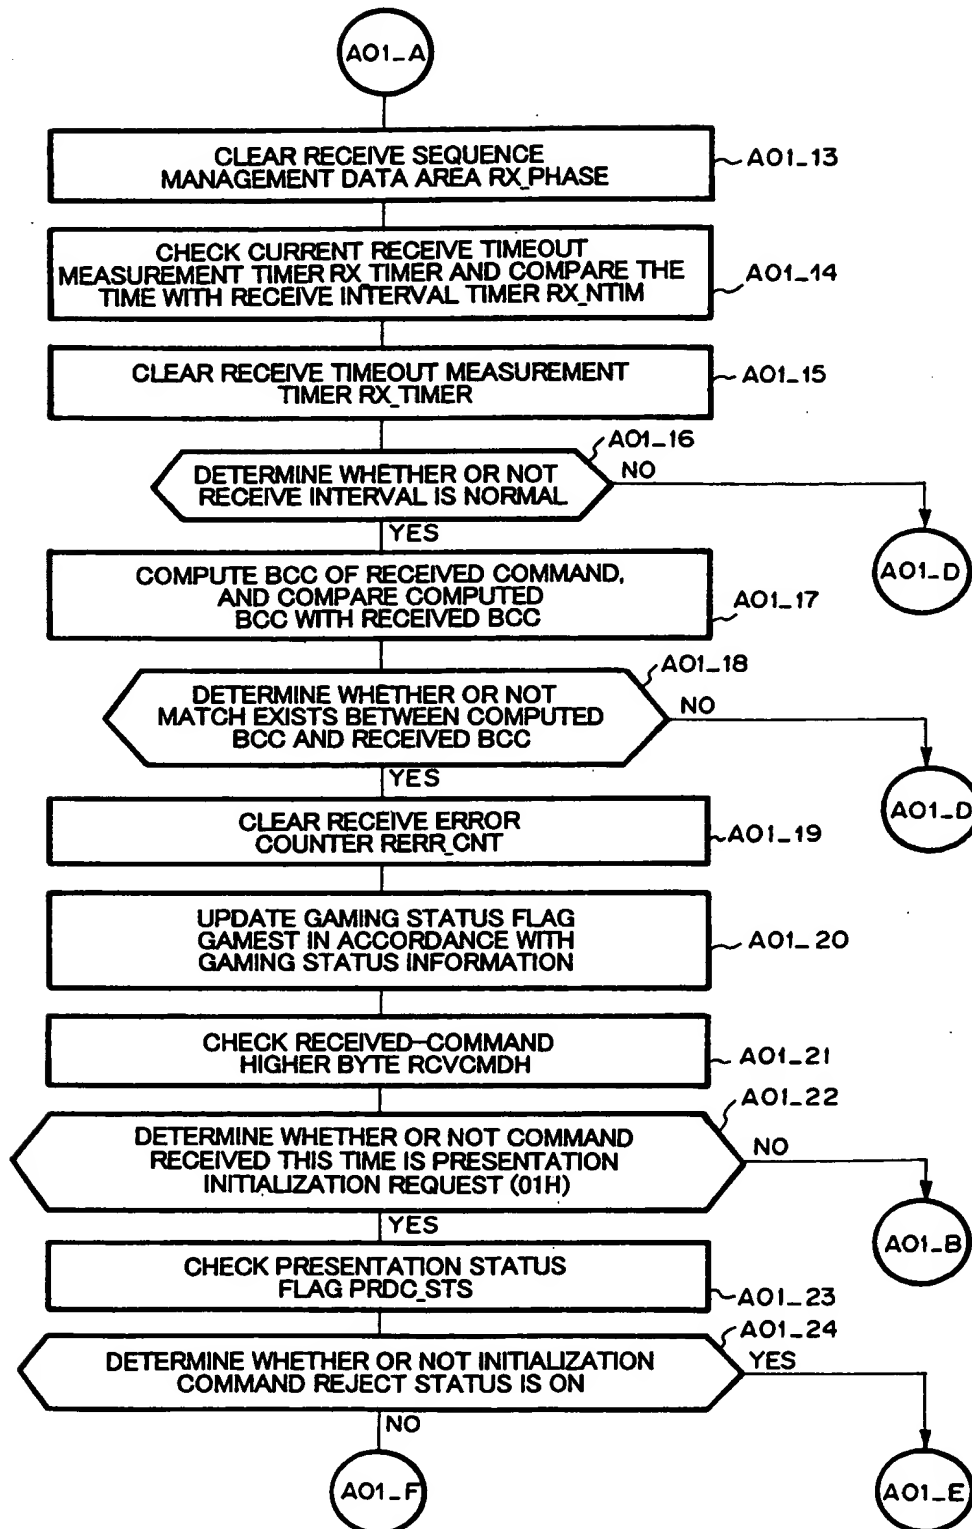 A01_A
CLEAR RECEIVE SEQUENCE
MANAGEMENT DATA AREA RX_PHASE
A01_13
CHECK CURRENT RECEIVE TIMEOUT
MEASUREMENT TIMER RX_TIMER AND COMPARE THE
TIME WITH RECEIVE INTERVAL TIMER RX_NTIM
A01_14
CLEAR RECEIVE TIMEOUT MEASUREMENT
TIMER RX_TIMER
A01_15
A01_16
DETERMINE WHETHER OR NOT
RECEIVE INTERVAL IS NORMAL
NO
YES
A01_D
COMPUTE BCC OF RECEIVED COMMAND,
AND COMPARE COMPUTED
BCC WITH RECEIVED BCC
A01_17
A01_18
DETERMINE WHETHER OR NOT
MATCH EXISTS BETWEEN COMPUTED
BCC AND RECEIVED BCC
NO
YES
A01_D
CLEAR RECEIVE ERROR
COUNTER RERR_CNT
A01_19
UPDATE GAMING STATUS FLAG
GAMEST IN ACCORDANCE WITH
GAMING STATUS INFORMATION
A01_20
CHECK RECEIVED-COMMAND
HIGHER BYTE RCVCMDH
A01_21
A01_22
DETERMINE WHETHER OR NOT COMMAND
RECEIVED THIS TIME IS PRESENTATION
INITIALIZATION REQUEST (01H)
NO
YES
A01_B
CHECK PRESENTATION STATUS
FLAG PRDC_STS
A01_23
A01_24
DETERMINE WHETHER OR NOT INITIALIZATION
COMMAND REJECT STATUS IS ON
YES
NO
A01_F
A01_E